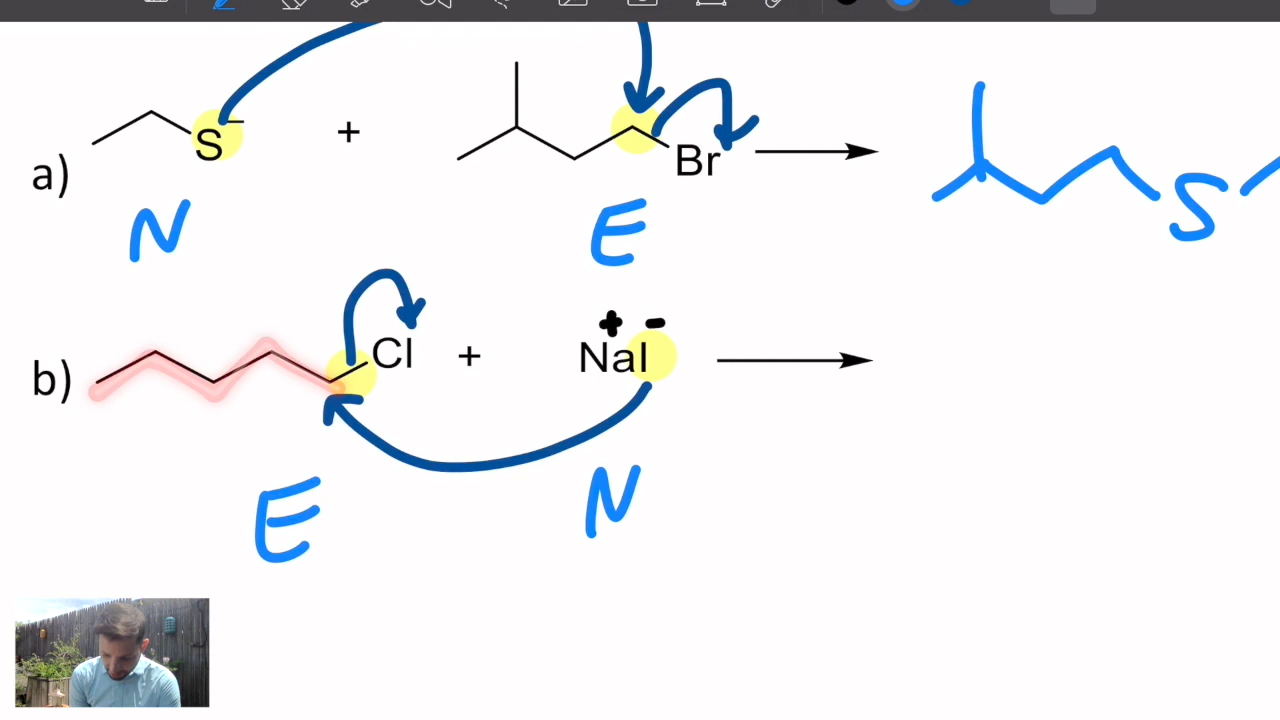 a) S⁻ + Br → S
N E
b) Cl + NaI →
+ -
E N